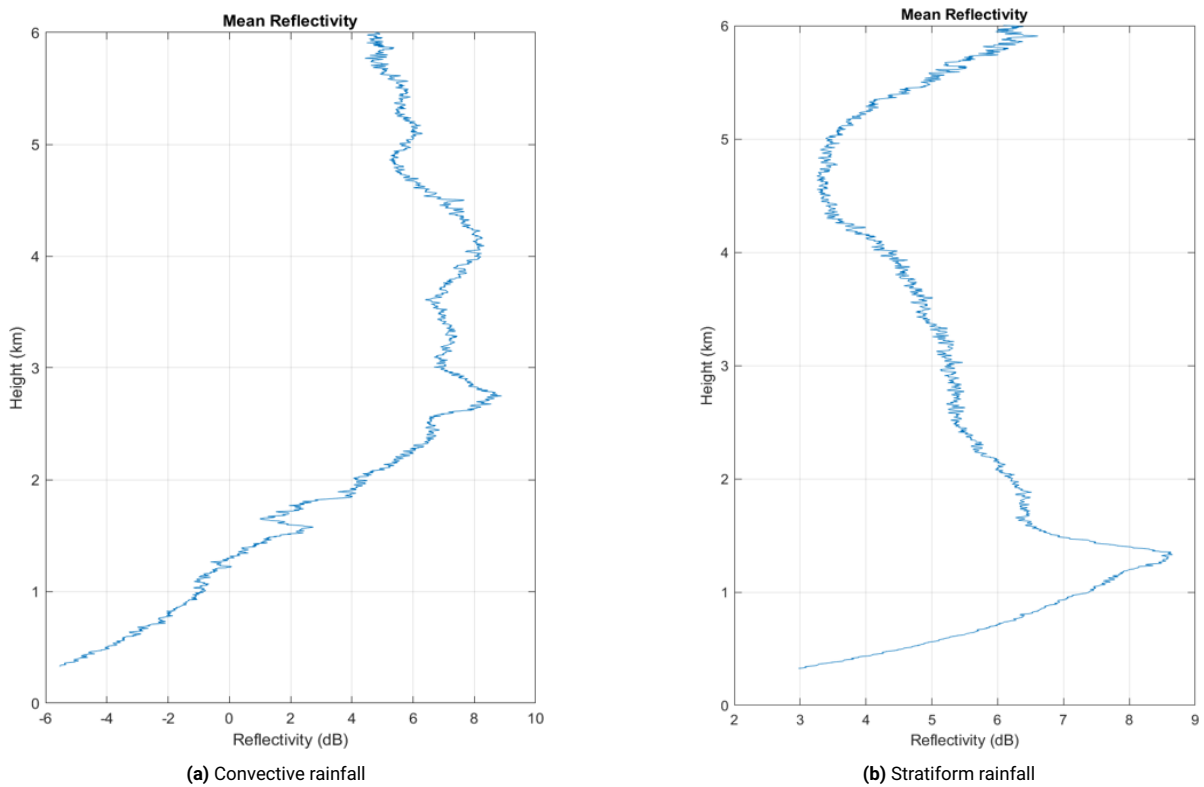 Mean Reflectivity
6
5
4
3
2
1
0
Height (km)
-6 -4 -2 0 2 4 6 8 10
Reflectivity (dB)
(a) Convective rainfall
Mean Reflectivity
6
5
4
3
2
1
0
Height (km)
2 3 4 5 6 7 8 9
Reflectivity (dB)
(b) Stratiform rainfall